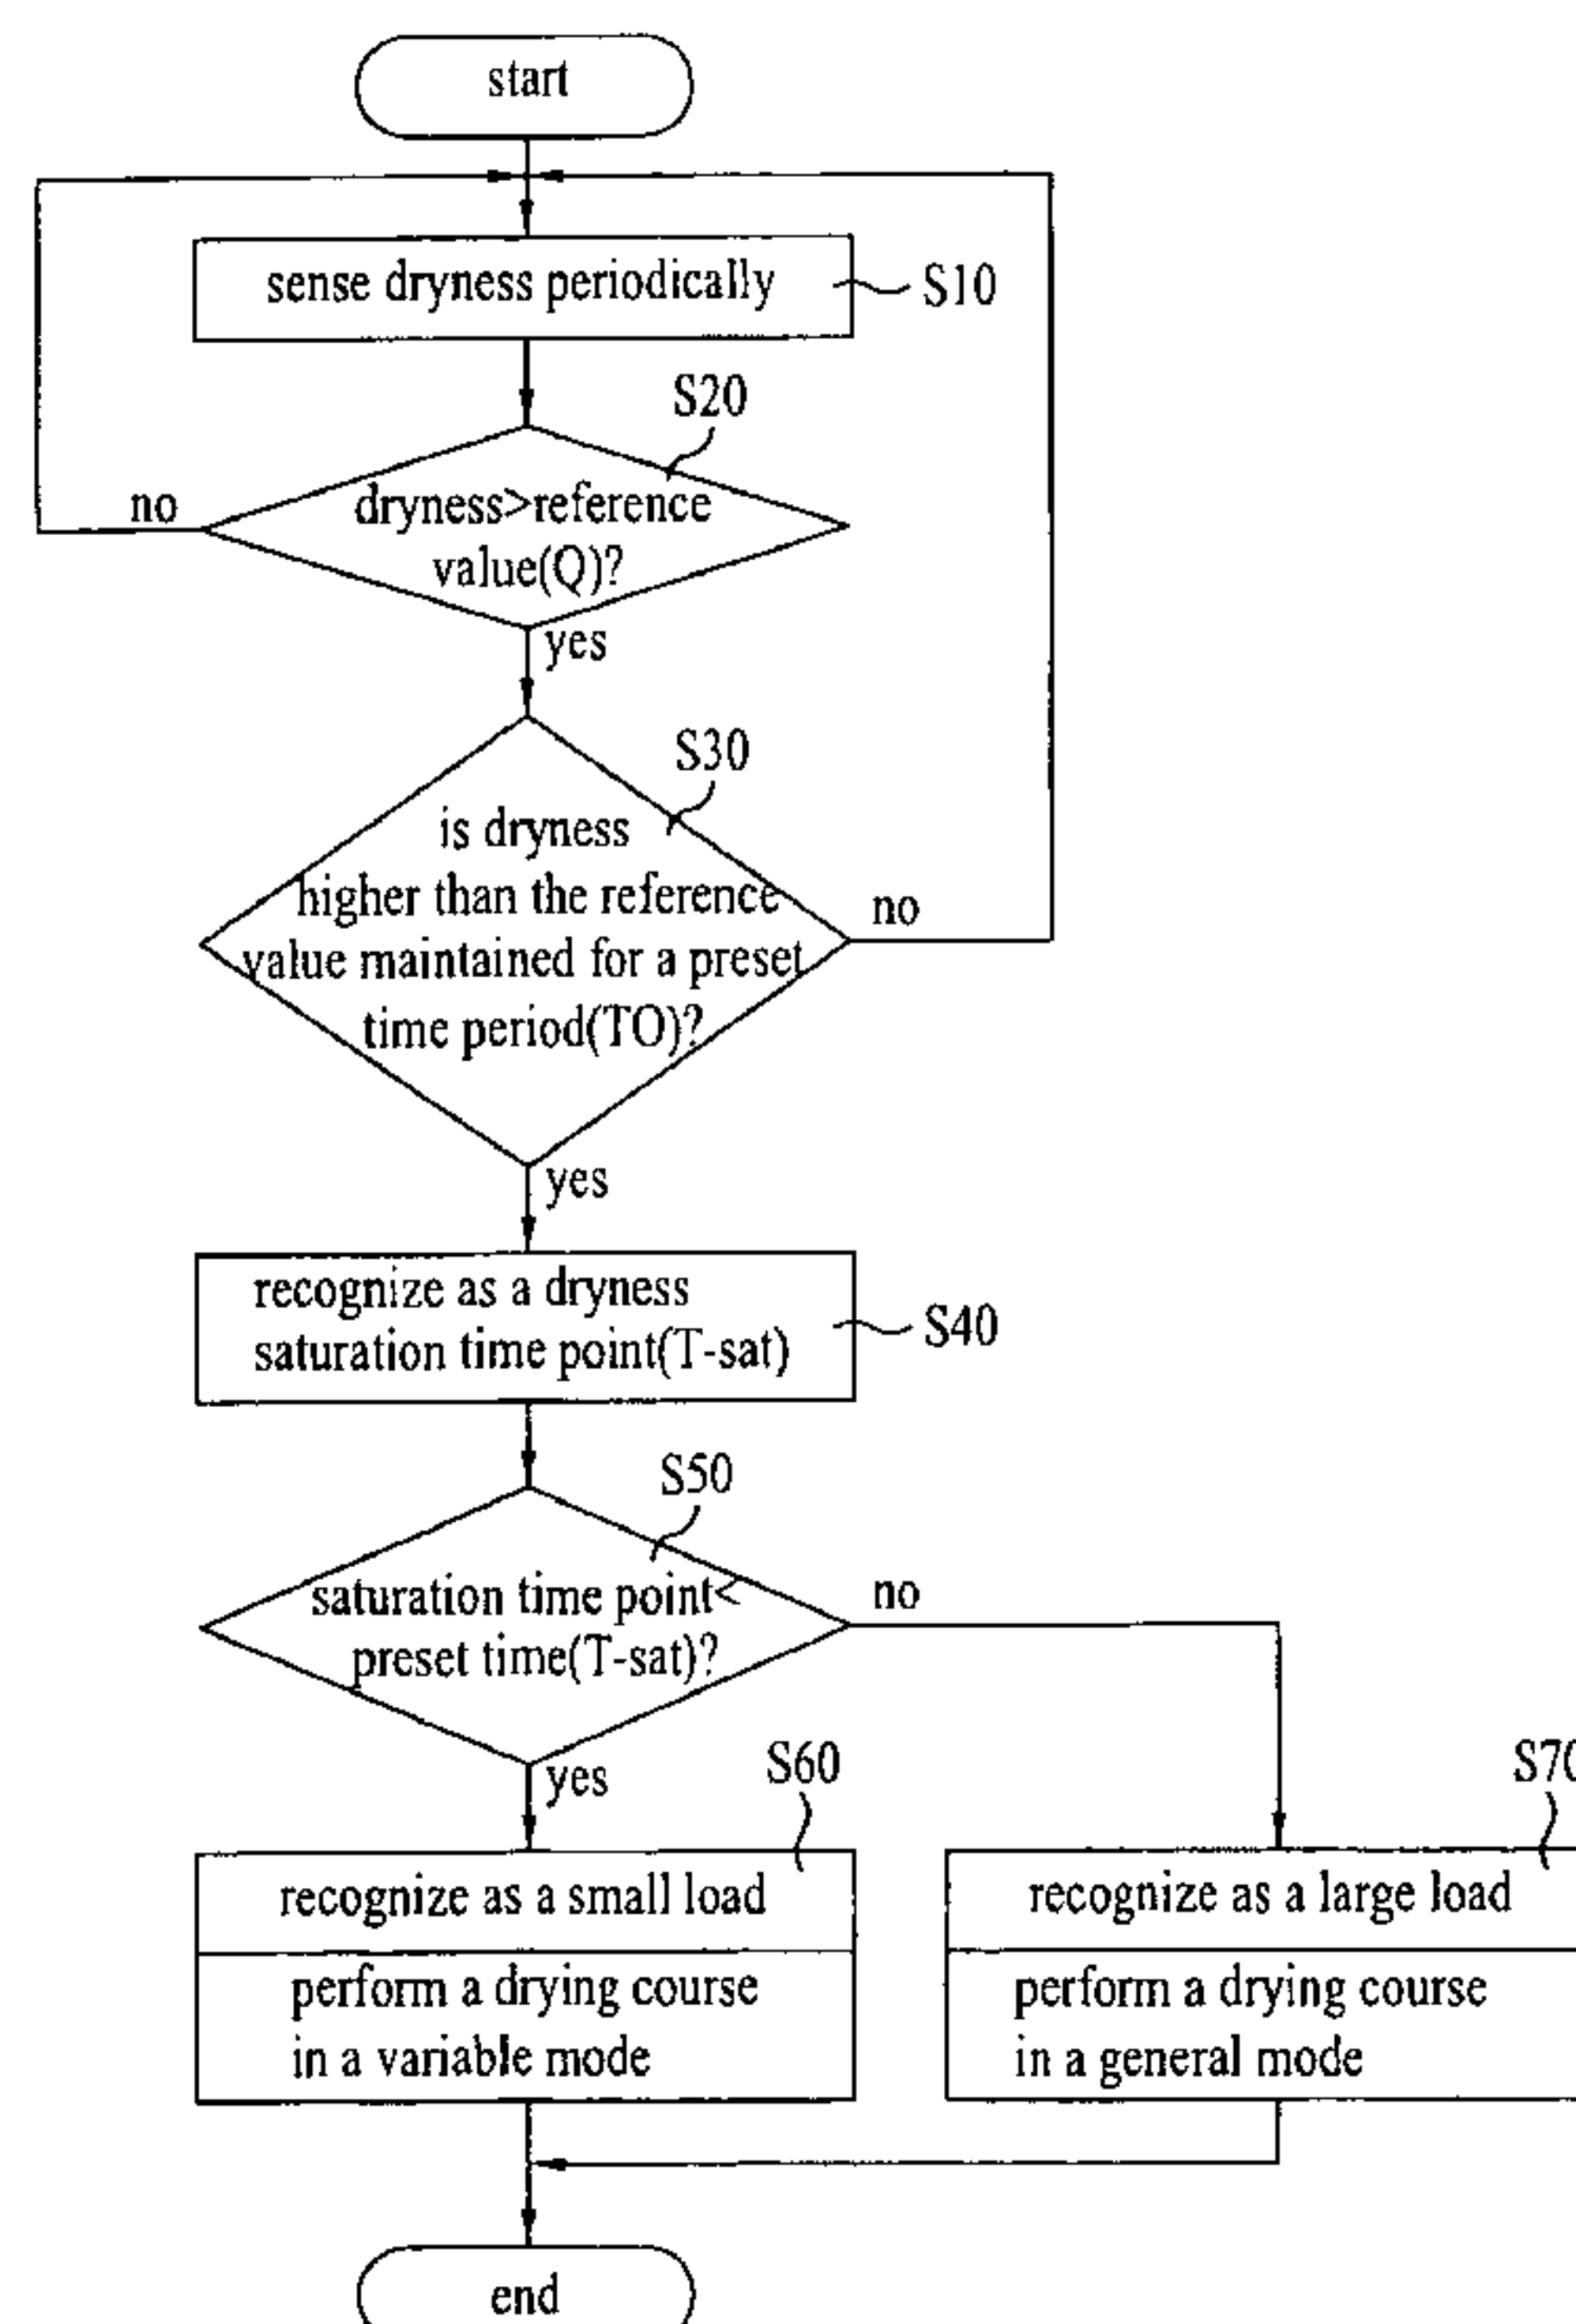 start
sense dryness periodically
S10
S20
dryness>reference
value(Q)?
no
yes
S30
is dryness
higher than the reference
value maintained for a preset
time period(TO)?
no
yes
recognize as a dryness
saturation time point(T-sat)
S40
S50
saturation time point<
preset time(T-sat)?
no
yes
S60
S70
recognize as a small load
perform a drying course
in a variable mode
recognize as a large load
perform a drying course
in a general mode
end